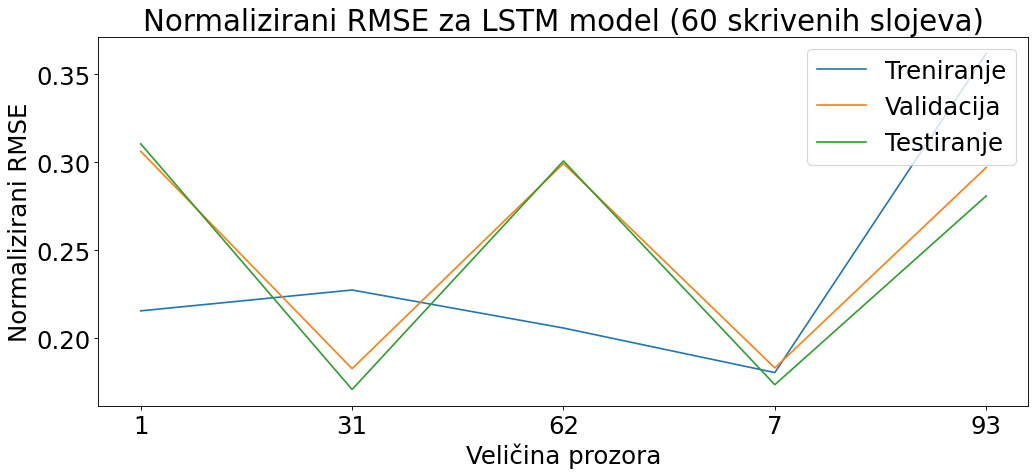 Normalizirani RMSE za LSTM model (60 skrivenih slojeva)
Normalizirani RMSE
0.35
0.30
0.25
0.20
Treniranje
Validacija
Testiranje
1 31 62 7 93
Veličina prozora